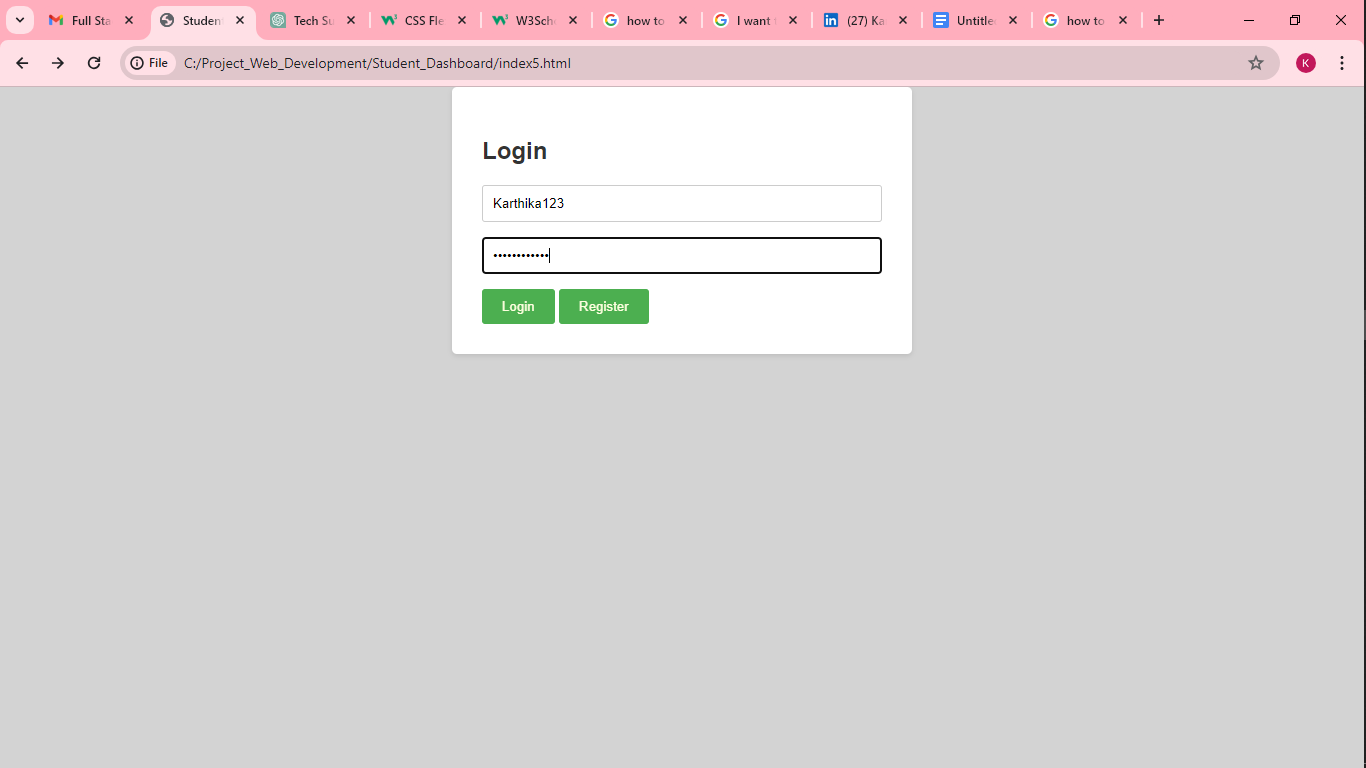 Full Sta
Studen
Tech Su
CSS Fle
W3Sch
how to
I want
(27) Ka
Untitle
how to
File
C:/Project_Web_Development/Student_Dashboard/index5.html
K
Login
Karthika123
••••••••••••
Login Register